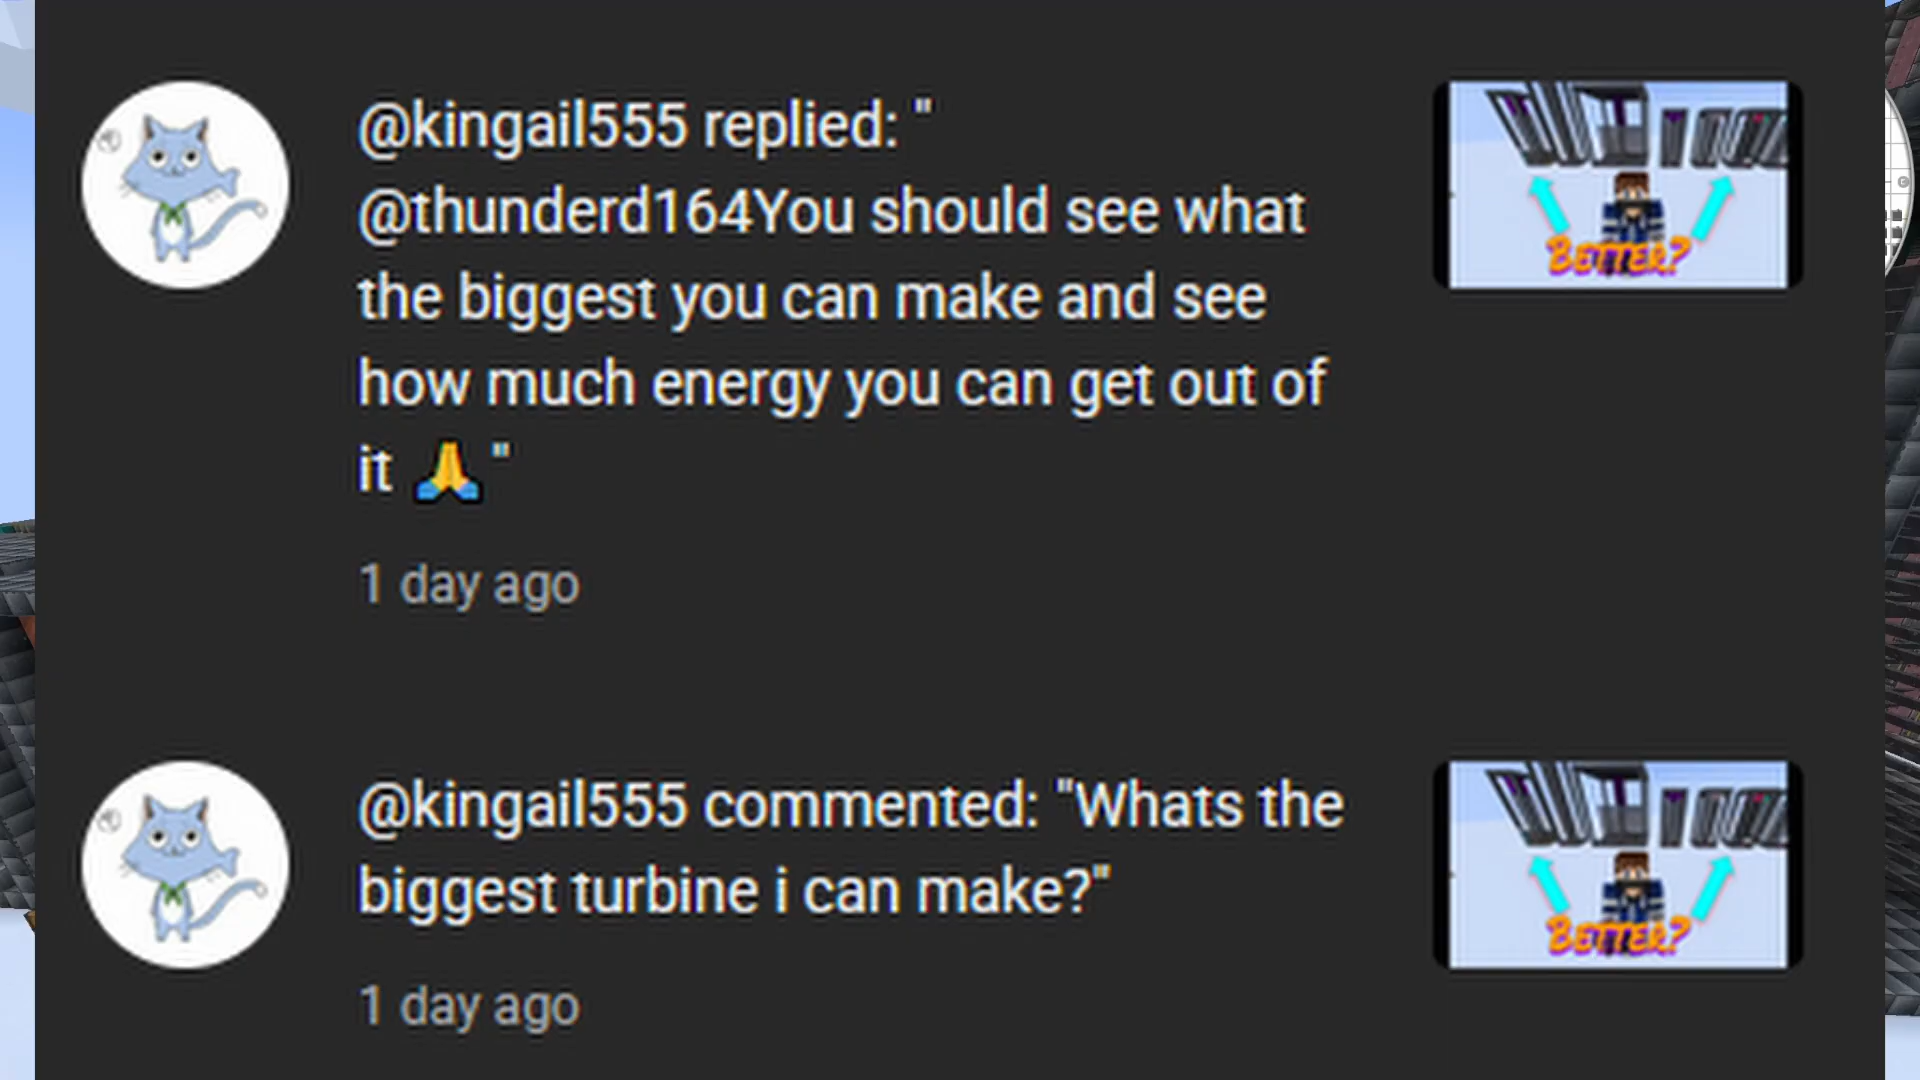 @kingail555 replied: "
@thunderd164You should see what
the biggest you can make and see
how much energy you can get out of
it 🙏"
1 day ago
BETTER?
@kingail555 commented: "Whats the
biggest turbine i can make?"
1 day ago
BETTER?